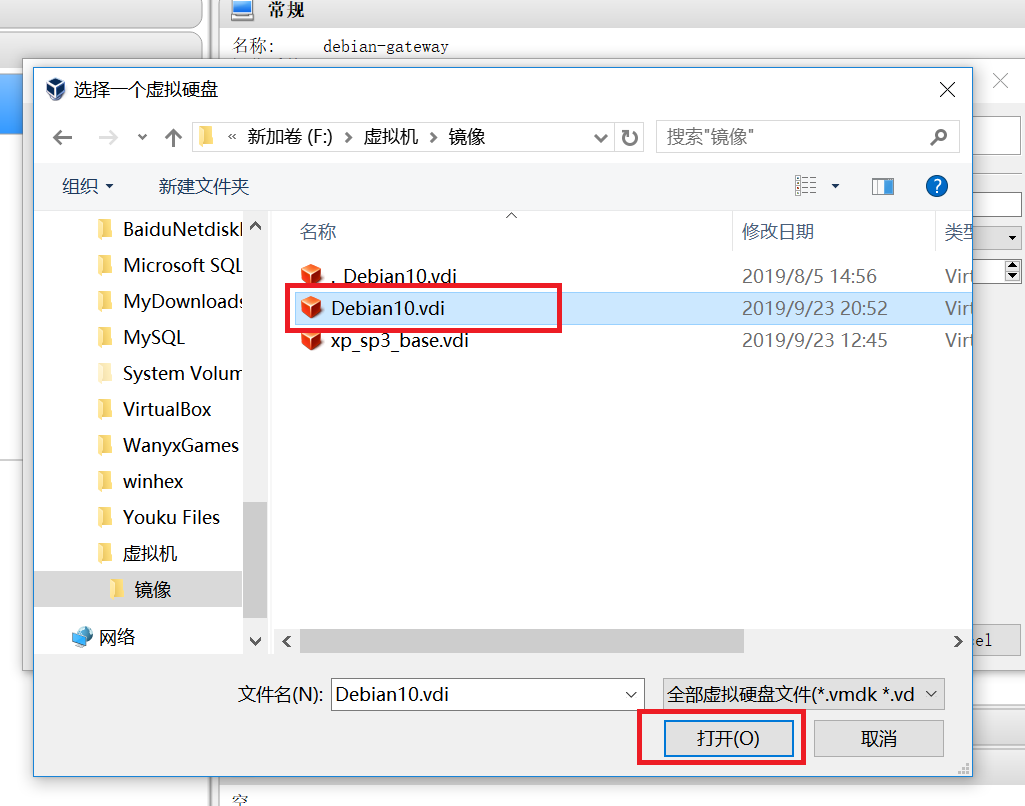 常规
名称: debian-gateway
选择一个虚拟硬盘
« 新加卷 (F:) > 虚拟机 > 镜像
搜索"镜像"
组织
新建文件夹
名称
修改日期
类型
BaiduNetdiskl
Microsoft SQL
MyDownloads
MySQL
System Volum
VirtualBox
WanyxGames
winhex
Youku Files
虚拟机
镜像
网络
._Debian10.vdi 2019/8/5 14:56 Virt
Debian10.vdi 2019/9/23 20:52 Virt
xp_sp3_base.vdi 2019/9/23 12:45 Virt
文件名(N): Debian10.vdi
全部虚拟硬盘文件(*.vmdk *.vd
打开(O)
取消
cel
空